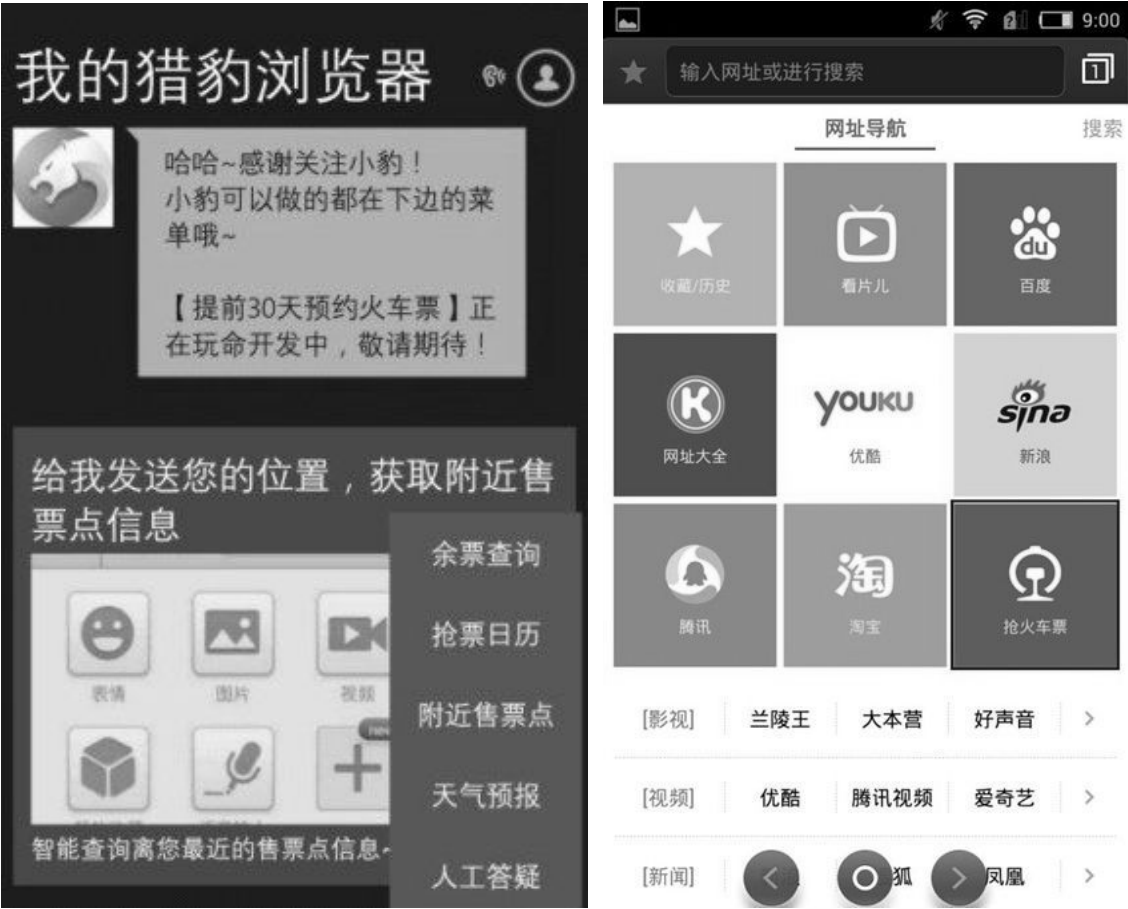 我的猎豹浏览器
哈哈~感谢关注小豹！
小豹可以做的都在下边的菜
单哦~
【提前30天预约火车票】正
在玩命开发中，敬请期待！
给我发送您的位置，获取附近售
票点信息
表情
图片
视频
new
智能查询离您最近的售票点信息~
余票查询
抢票日历
附近售票点
天气预报
人工答疑
9:00
输入网址或进行搜索
1
网址导航
搜索
收藏/历史
看片儿
du
百度
K
网址大全
YOUKU
优酷
sina
新浪
腾讯
淘
淘宝
抢火车票
[影视] 兰陵王 大本营 好声音
[视频] 优酷 腾讯视频 爱奇艺
[新闻] 狐 凤凰